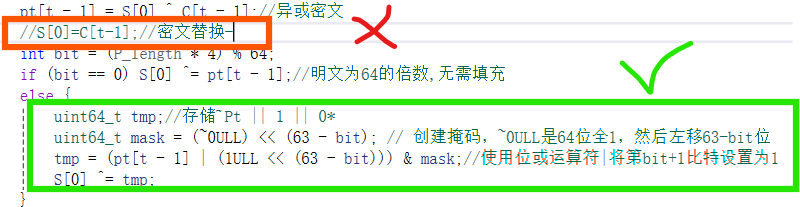 pt[t - 1] = S[0] ^ C[t - 1];//异或密文
//S[0]=C[t-1];//密文替换-
int bit = (P_length * 4) % 64;
if (bit == 0) S[0] ^= pt[t - 1];//明文为64的倍数,无需填充
else {
uint64_t tmp;//存储~Pt || 1 || 0*
uint64_t mask = (~0ULL) << (63 - bit); // 创建掩码，~0ULL是64位全1，然后左移63-bit位
tmp = (pt[t - 1] | (1ULL << (63 - bit))) & mask;//使用位或运算符|将第bit+1比特设置为1
S[0] ^= tmp;
}